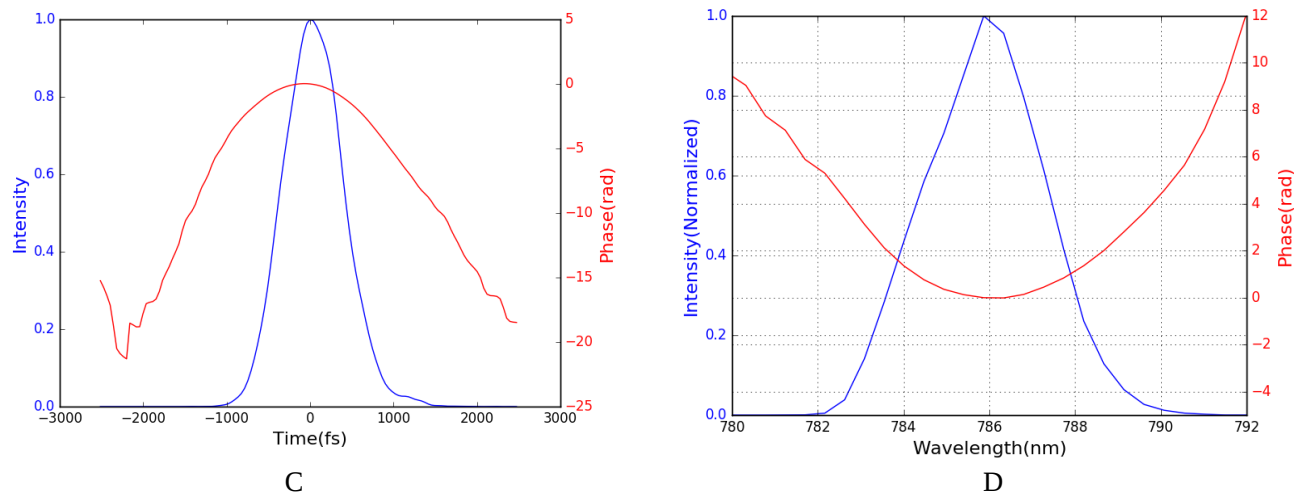 1.0
0.8
0.6
0.4
0.2
0.0
Intensity
−3000 −2000 −1000 0 1000 2000 3000
Time(fs)
5
0
−5
−10
−15
−20
−25
Phase(rad)
C
1.0
0.8
0.6
0.4
0.2
0.0
Intensity(Normalized)
780 782 784 786 788 790 792
Wavelength(nm)
12
10
8
6
4
2
0
−2
−4
Phase(rad)
D